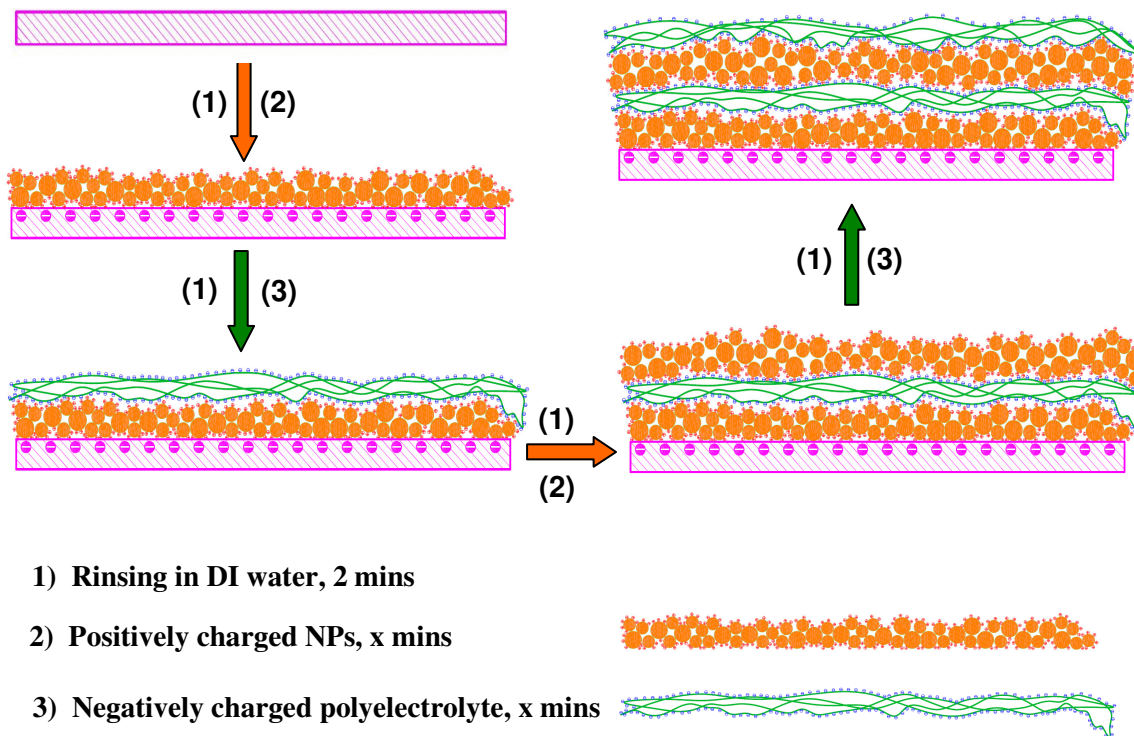 (1) (2)
(1) (3)
(1)
(2)
(1) (3)
1) Rinsing in DI water, 2 mins
2) Positively charged NPs, x mins
3) Negatively charged polyelectrolyte, x mins